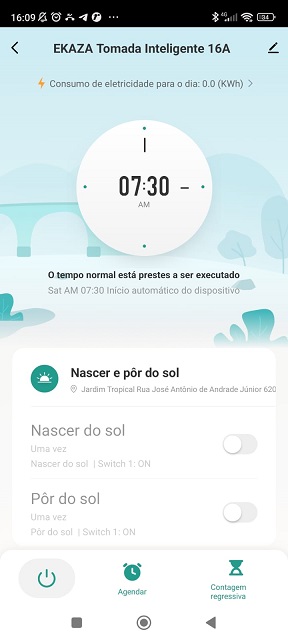 16:09
4G
34
EKAZA Tomada Inteligente 16A
Consumo de eletricidade para o dia: 0.0 (KWh)
07:30
AM
O tempo normal está prestes a ser executado
Sat AM 07:30 Início automático do dispositivo
Nascer e pôr do sol
Jardim Tropical Rua José Antônio de Andrade Júnior 620
Nascer do sol
Uma vez
Nascer do sol | Switch 1: ON
Pôr do sol
Uma vez
Pôr do sol | Switch 1: ON
Agendar
Contagem
regressiva